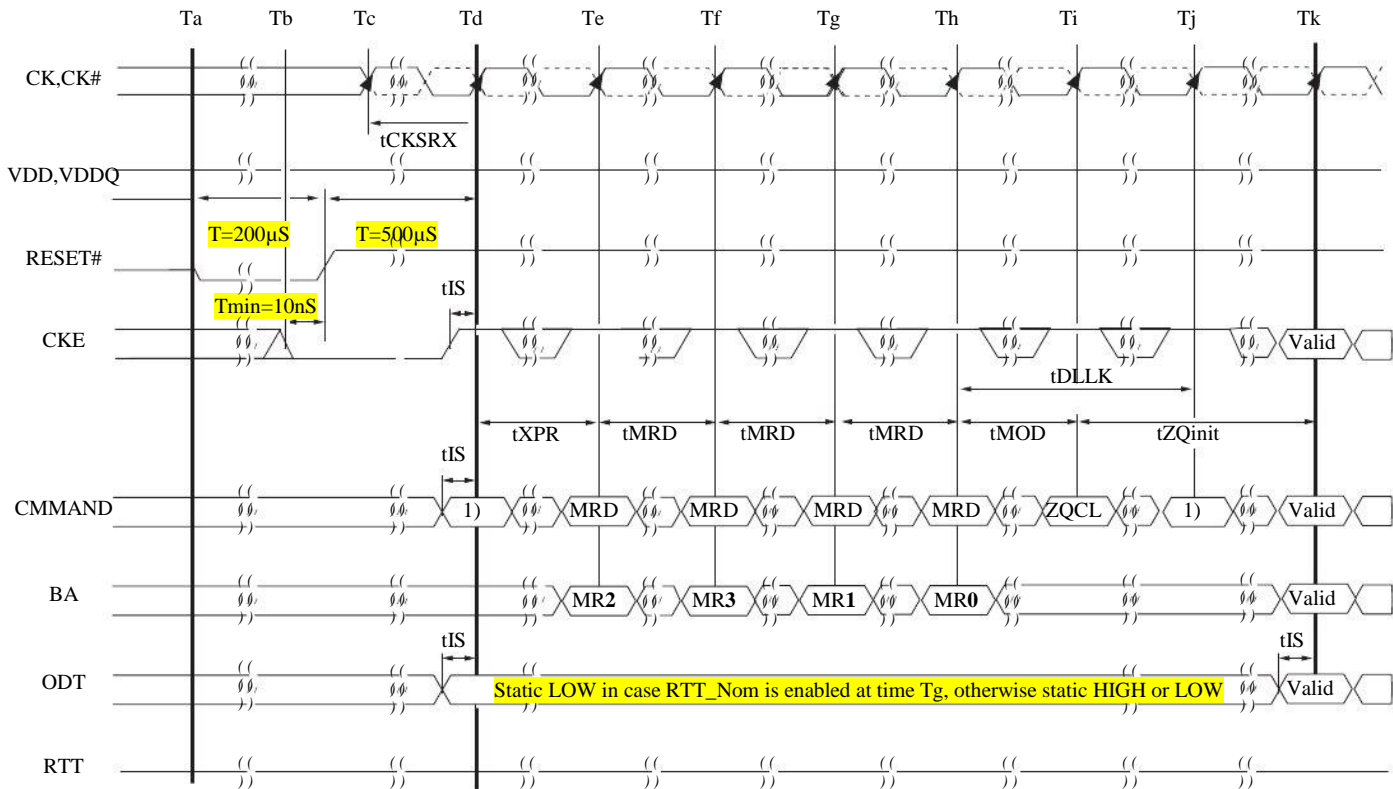 Ta Tb Tc Td Te Tf Tg Th Ti Tj Tk
CK,CK#
tCKSRX
VDD,VDDQ
T=200µS T=500µS
RESET#
Tmin=10nS tIS
CKE Valid
tDLLK
tXPR tMRD tMRD tMRD tMOD tZQinit
tIS
CMMAND 1) MRD MRD MRD MRD ZQCL 1) Valid
BA MR2 MR3 MR1 MR0 Valid
tIS tIS
ODT Static LOW in case RTT_Nom is enabled at time Tg, otherwise static HIGH or LOW Valid
RTT